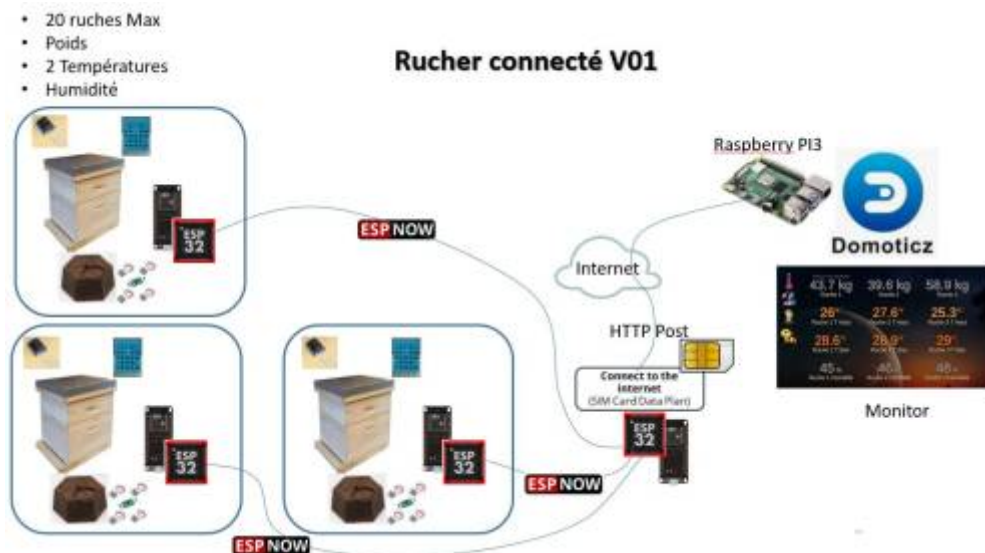 20 ruches Max
Poids
2 Températures
Humidité
Rucher connecté V01
Raspberry PI3
Domoticz
ESP NOW
Internet
ESP
32
43.7 kg 39.6 kg 58.9 kg
26° 27.6° 25.3°
28.6° 28.9° 29°
HTTP Post
Connect to the
Internet
(SIM Card Data Plan)
Monitor
ESP
32
ESP
32
ESP
32
ESP NOW
ESP NOW